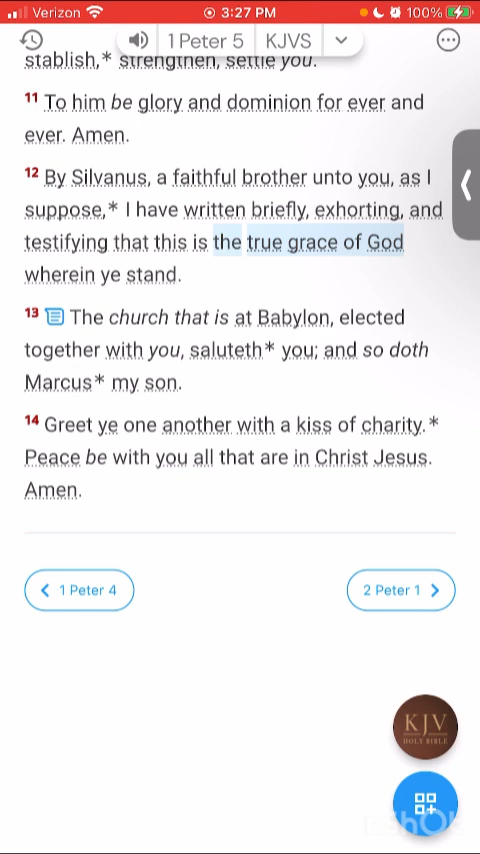 Verizon 3:27 PM 100%
1 Peter 5 KJVS
stablish,* strengthen, settle you.
11 To him be glory and dominion for ever and
ever. Amen.
12 By Silvanus, a faithful brother unto you, as I
suppose,* I have written briefly, exhorting, and
testifying that this is the true grace of God
wherein ye stand.
13 The church that is at Babylon, elected
together with you, saluteth* you; and so doth
Marcus* my son.
14 Greet ye one another with a kiss of charity.*
Peace be with you all that are in Christ Jesus.
Amen.
1 Peter 4 2 Peter 1
KJV
HOLY BIBLE